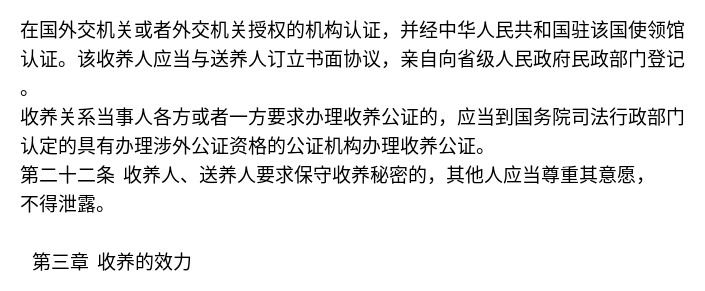 在国外交机关或者外交机关授权的机构认证，并经中华人民共和国驻该国使领馆
认证。该收养人应当与送养人订立书面协议，亲自向省级人民政府民政部门登记
。
收养关系当事人各方或者一方要求办理收养公证的，应当到国务院司法行政部门
认定的具有办理涉外公证资格的公证机构办理收养公证。
第二十二条 收养人、送养人要求保守收养秘密的，其他人应当尊重其意愿，
不得泄露。
第三章 收养的效力